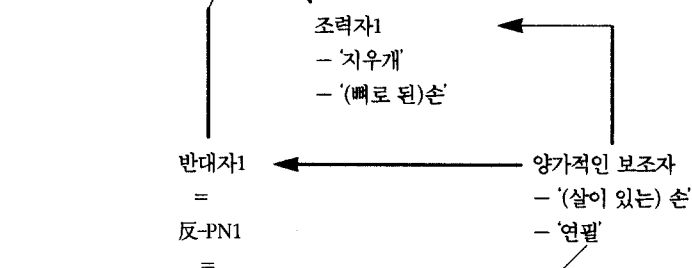 조력자1
– '지우개'
– '(뼈로 된)손'
반대자1
양가적인 보조자
=
– '(살이 있는) 손'
反-PN1
– '연필'
=